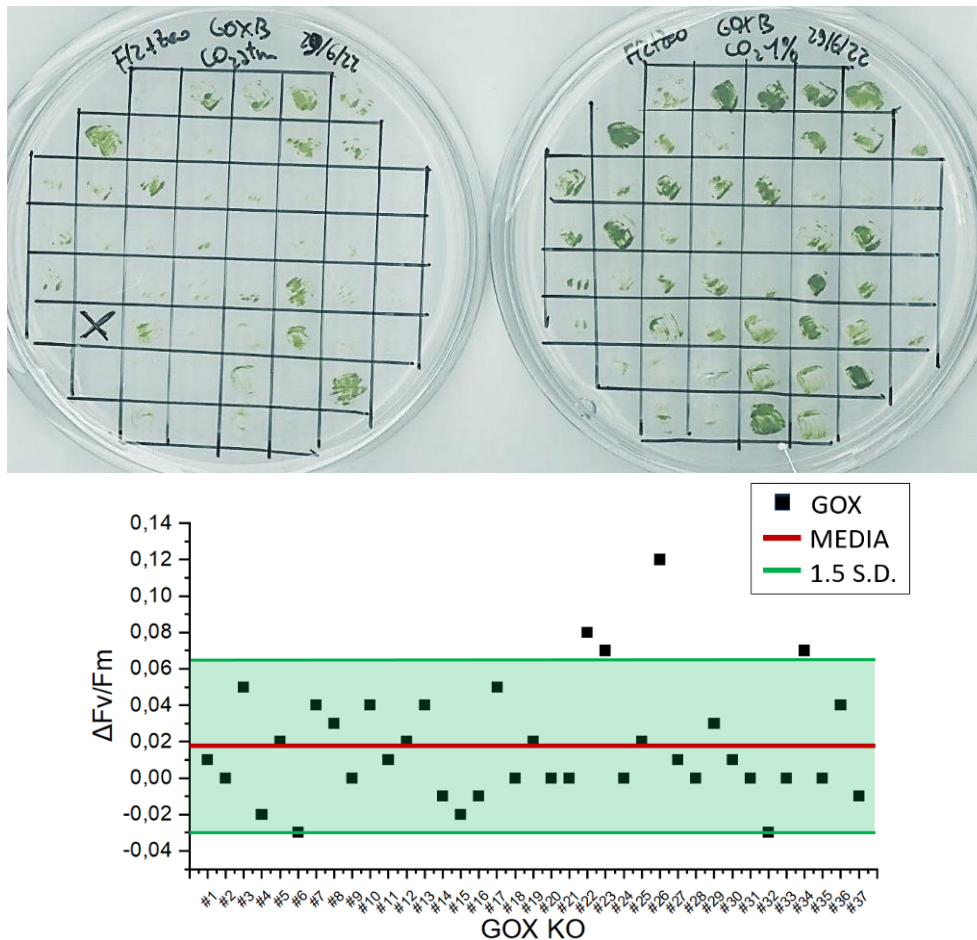 F/2+Zeo GOXB 29/6/22
CO2 atm
F/2+Zeo GOXB 29/6/22
CO2 1%
GOX
MEDIA
1.5 S.D.
0,14
0,12
0,10
0,08
0,06
0,04
0,02
0,00
-0,02
-0,04
ΔFv/Fm
#1 #2 #3 #4 #5 #6 #7 #8 #9 #10 #11 #12 #13 #14 #15 #16 #17 #18 #19 #20 #21 #22 #23 #24 #25 #26 #27 #28 #29 #30 #31 #32 #33 #34 #35 #36 #37
GOX KO